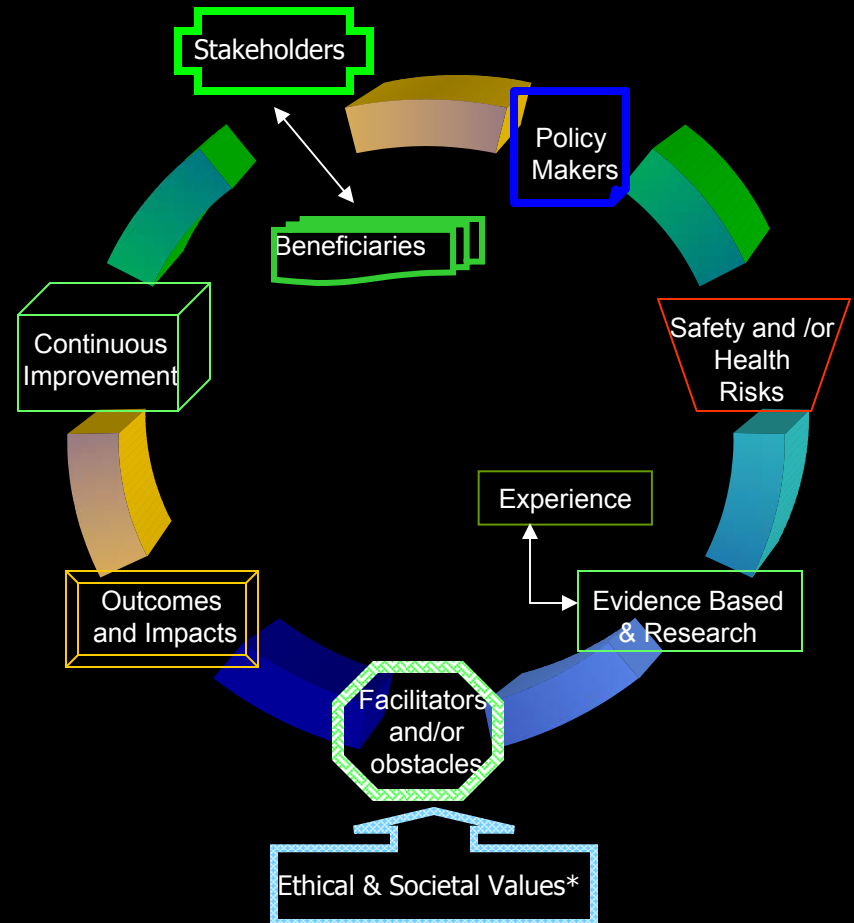 Stakeholders
Policy
Makers
Beneficiaries
Continuous
Improvement
Safety and /or
Health
Risks
Experience
Outcomes
and Impacts
Evidence Based
& Research
Facilitators
and/or
obstacles
Ethical & Societal Values*